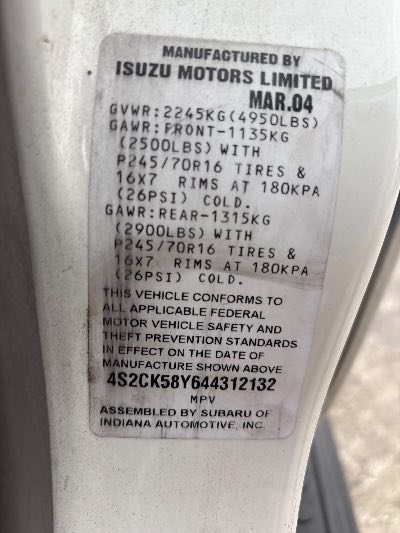 MANUFACTURED BY
ISUZU MOTORS LIMITED
MAR.04
GVWR:2245KG(4950LBS)
GAWR:FRONT-1135KG
(2500LBS) WITH
P245/70R16 TIRES &
16X7 RIMS AT 180KPA
(26PSI) COLD.
GAWR:REAR-1315KG
(2900LBS) WITH
P245/70R16 TIRES &
16X7 RIMS AT 180KPA
(26PSI) COLD.
THIS VEHICLE CONFORMS TO
ALL APPLICABLE FEDERAL
MOTOR VEHICLE SAFETY AND
THEFT PREVENTION STANDARDS
IN EFFECT ON THE DATE OF
MANUFACTURE SHOWN ABOVE
4S2CK58Y644312132
MPV
ASSEMBLED BY SUBARU OF
INDIANA AUTOMOTIVE, INC.